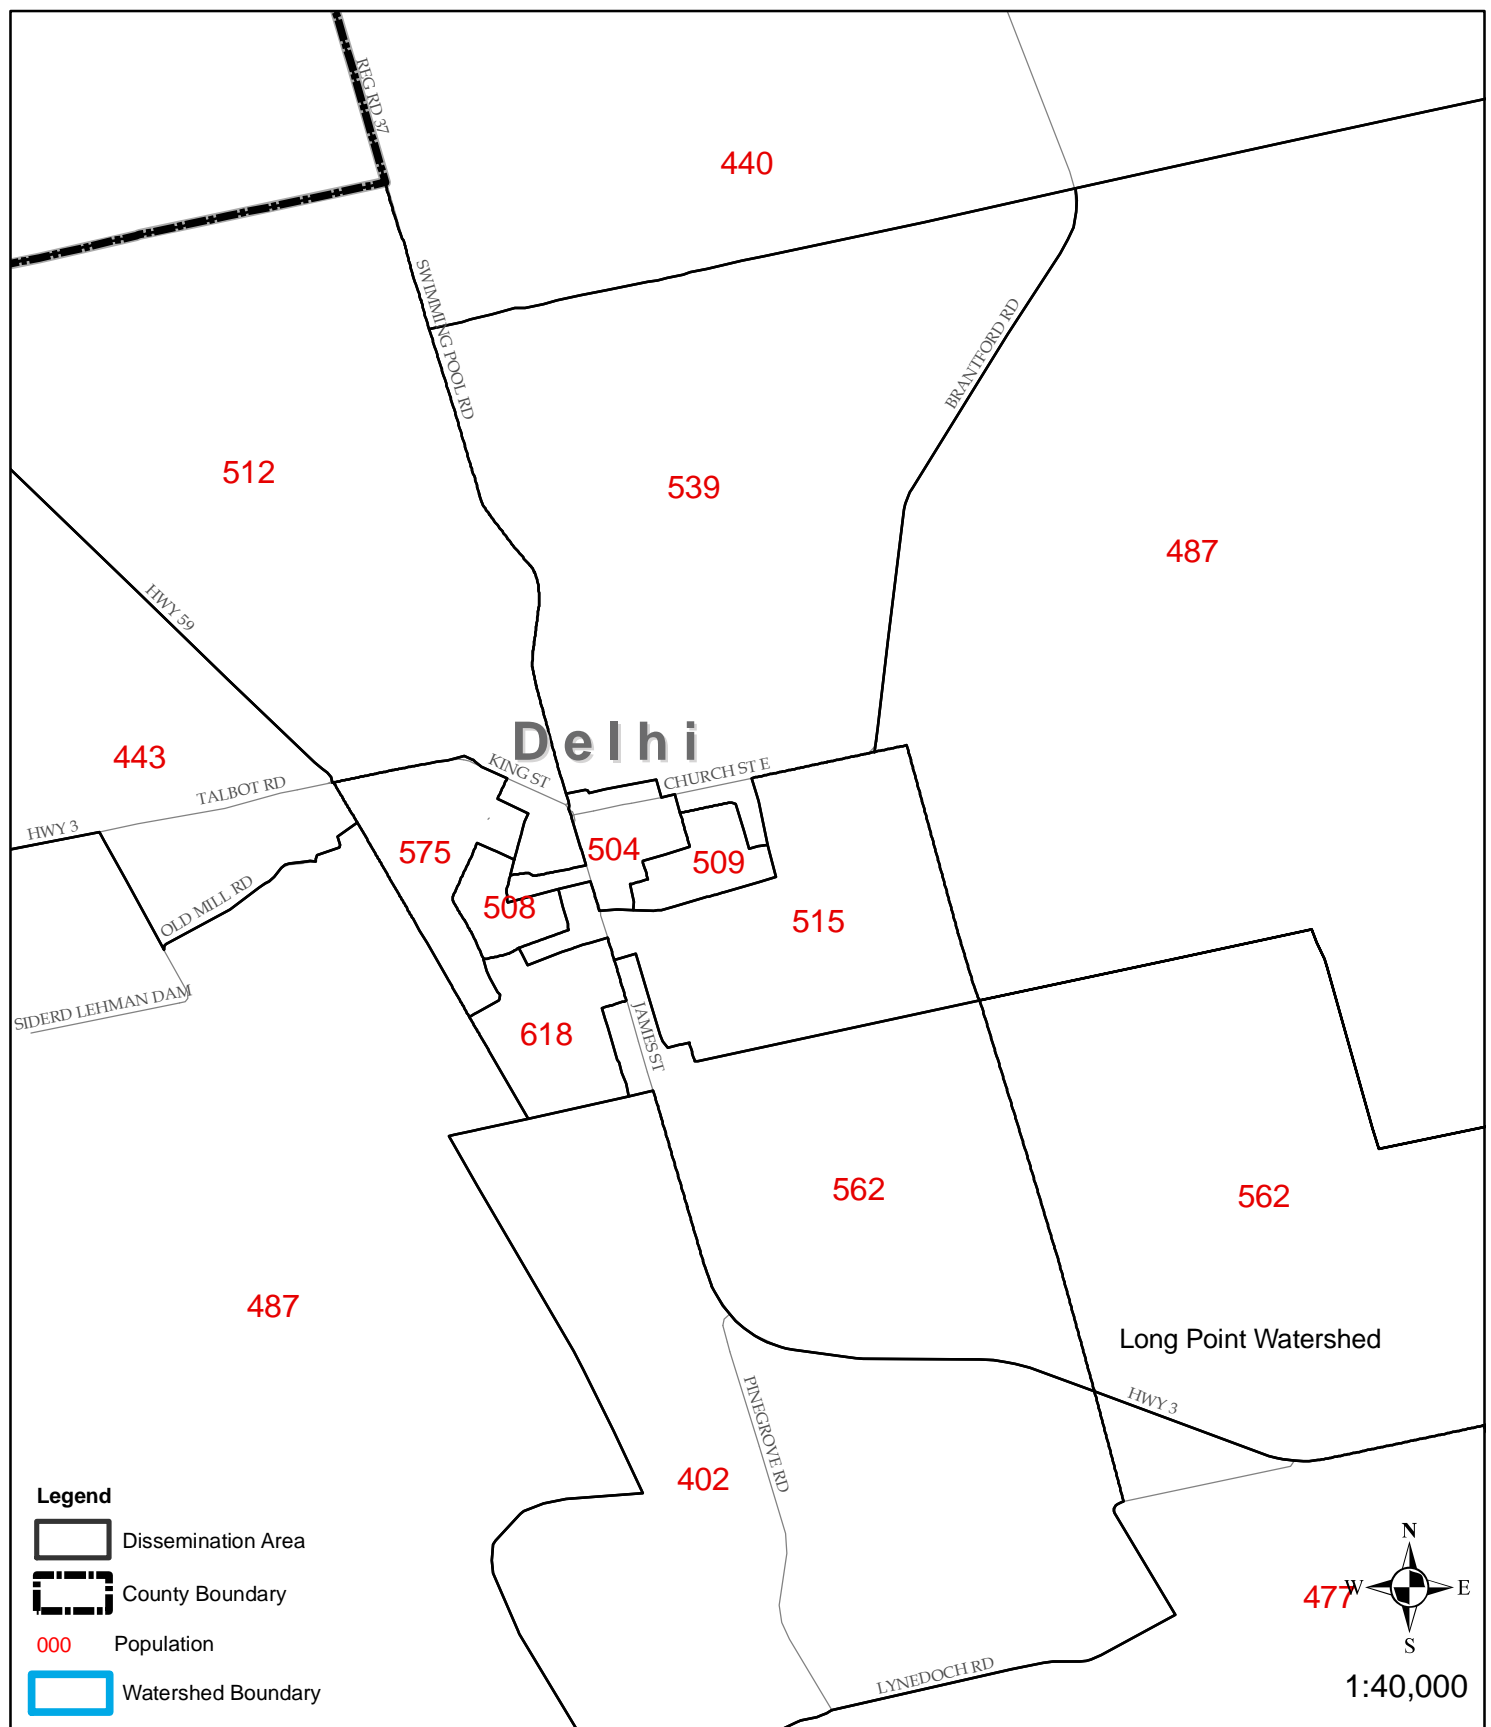 REG RD 37
440
SWIMMING POOL RD
BRANTFORD RD
512
539
487
HWY 59
Delhi
443
KING ST
CHURCH ST E
TALBOT RD
HWY 3
575
504
509
OLD MILL RD
508
515
SIDERD LEHMAN DAM
618
JAMES ST
562
562
487
Long Point Watershed
PINEGROVE RD
HWY 3
402
477
LYNEDOCH RD
Legend
Dissemination Area
County Boundary
000 Population
Watershed Boundary
N
W E
S
1:40,000